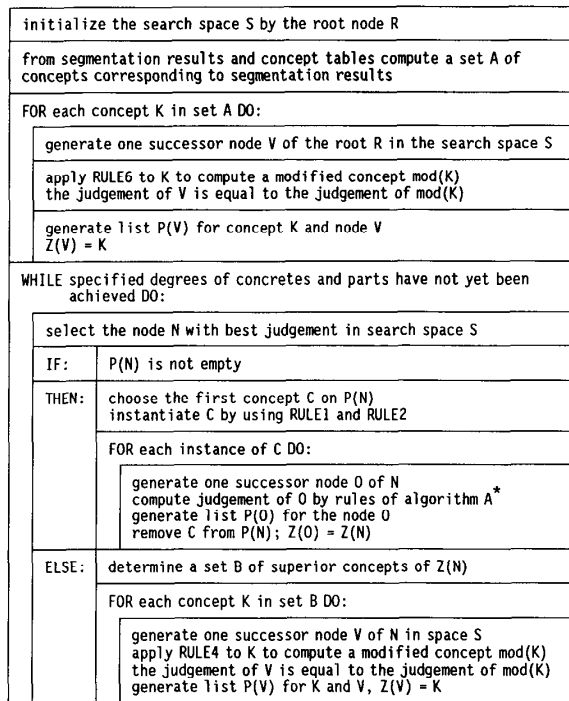 initialize the search space S by the root node R
from segmentation results and concept tables compute a set A of
concepts corresponding to segmentation results
FOR each concept K in set A DO:
generate one successor node V of the root R in the search space S
apply RULE6 to K to compute a modified concept mod(K)
the judgement of V is equal to the judgement of mod(K)
generate list P(V) for concept K and node V
Z(V) = K
WHILE specified degrees of concretes and parts have not yet been
achieved DO:
select the node N with best judgement in search space S
IF: P(N) is not empty
THEN: choose the first concept C on P(N)
instantiate C by using RULE1 and RULE2
FOR each instance of C DO:
generate one successor node O of N
compute judgement of O by rules of algorithm A*
generate list P(O) for the node O
remove C from P(N); Z(O) = Z(N)
ELSE: determine a set B of superior concepts of Z(N)
FOR each concept K in set B DO:
generate one successor node V of N in space S
apply RULE4 to K to compute a modified concept mod(K)
the judgement of V is equal to the judgement of mod(K)
generate list P(V) for K and V, Z(V) = K